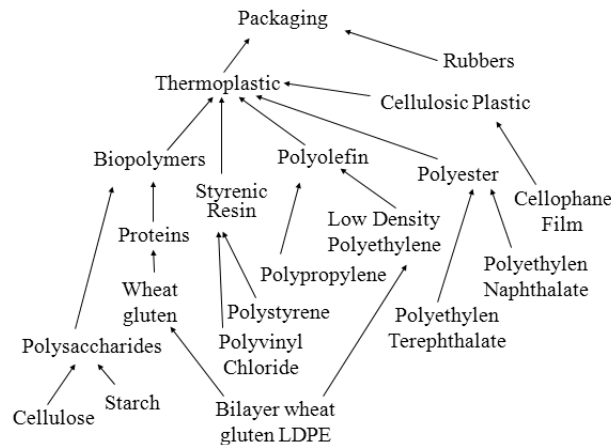 Packaging
Rubbers
Thermoplastic
Cellulosic Plastic
Biopolymers
Polyolefin
Polyester
Styrenic
Resin
Cellophane
Film
Low Density
Polyethylene
Proteins
Polypropylene
Polyethylen
Naphthalate
Wheat
gluten
Polystyrene
Polyethylen
Terephthalate
Polyvinyl
Chloride
Polysaccharides
Cellulose
Starch
Bilayer wheat
gluten LDPE